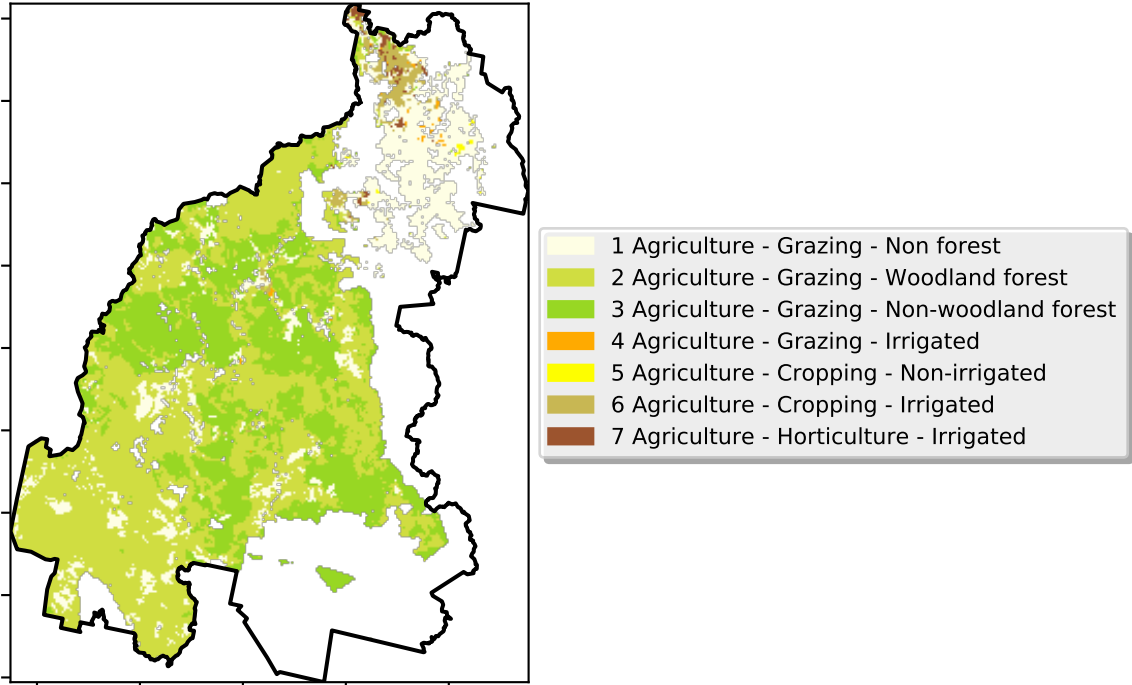 1 Agriculture - Grazing - Non forest
2 Agriculture - Grazing - Woodland forest
3 Agriculture - Grazing - Non-woodland forest
4 Agriculture - Grazing - Irrigated
5 Agriculture - Cropping - Non-irrigated
6 Agriculture - Cropping - Irrigated
7 Agriculture - Horticulture - Irrigated